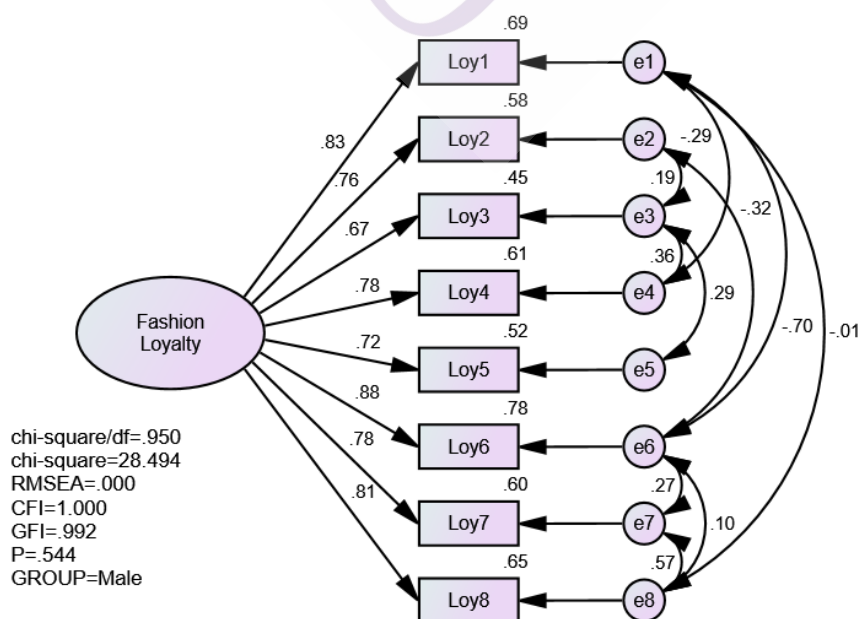 .69
Loy1
e1
.58
.83
Loy2
e2
-.29
.76
.45
.19
Loy3
e3
-.32
.67
.61
.36
.78
Loy4
e4
.29
Fashion
Loyalty
.52
-.70
-.01
.72
Loy5
e5
.88
.78
Loy6
e6
.78
.60
.27
.81
Loy7
e7
.10
.65
.57
Loy8
e8
chi-square/df=.950
chi-square=28.494
RMSEA=.000
CFI=1.000
GFI=.992
P=.544
GROUP=Male